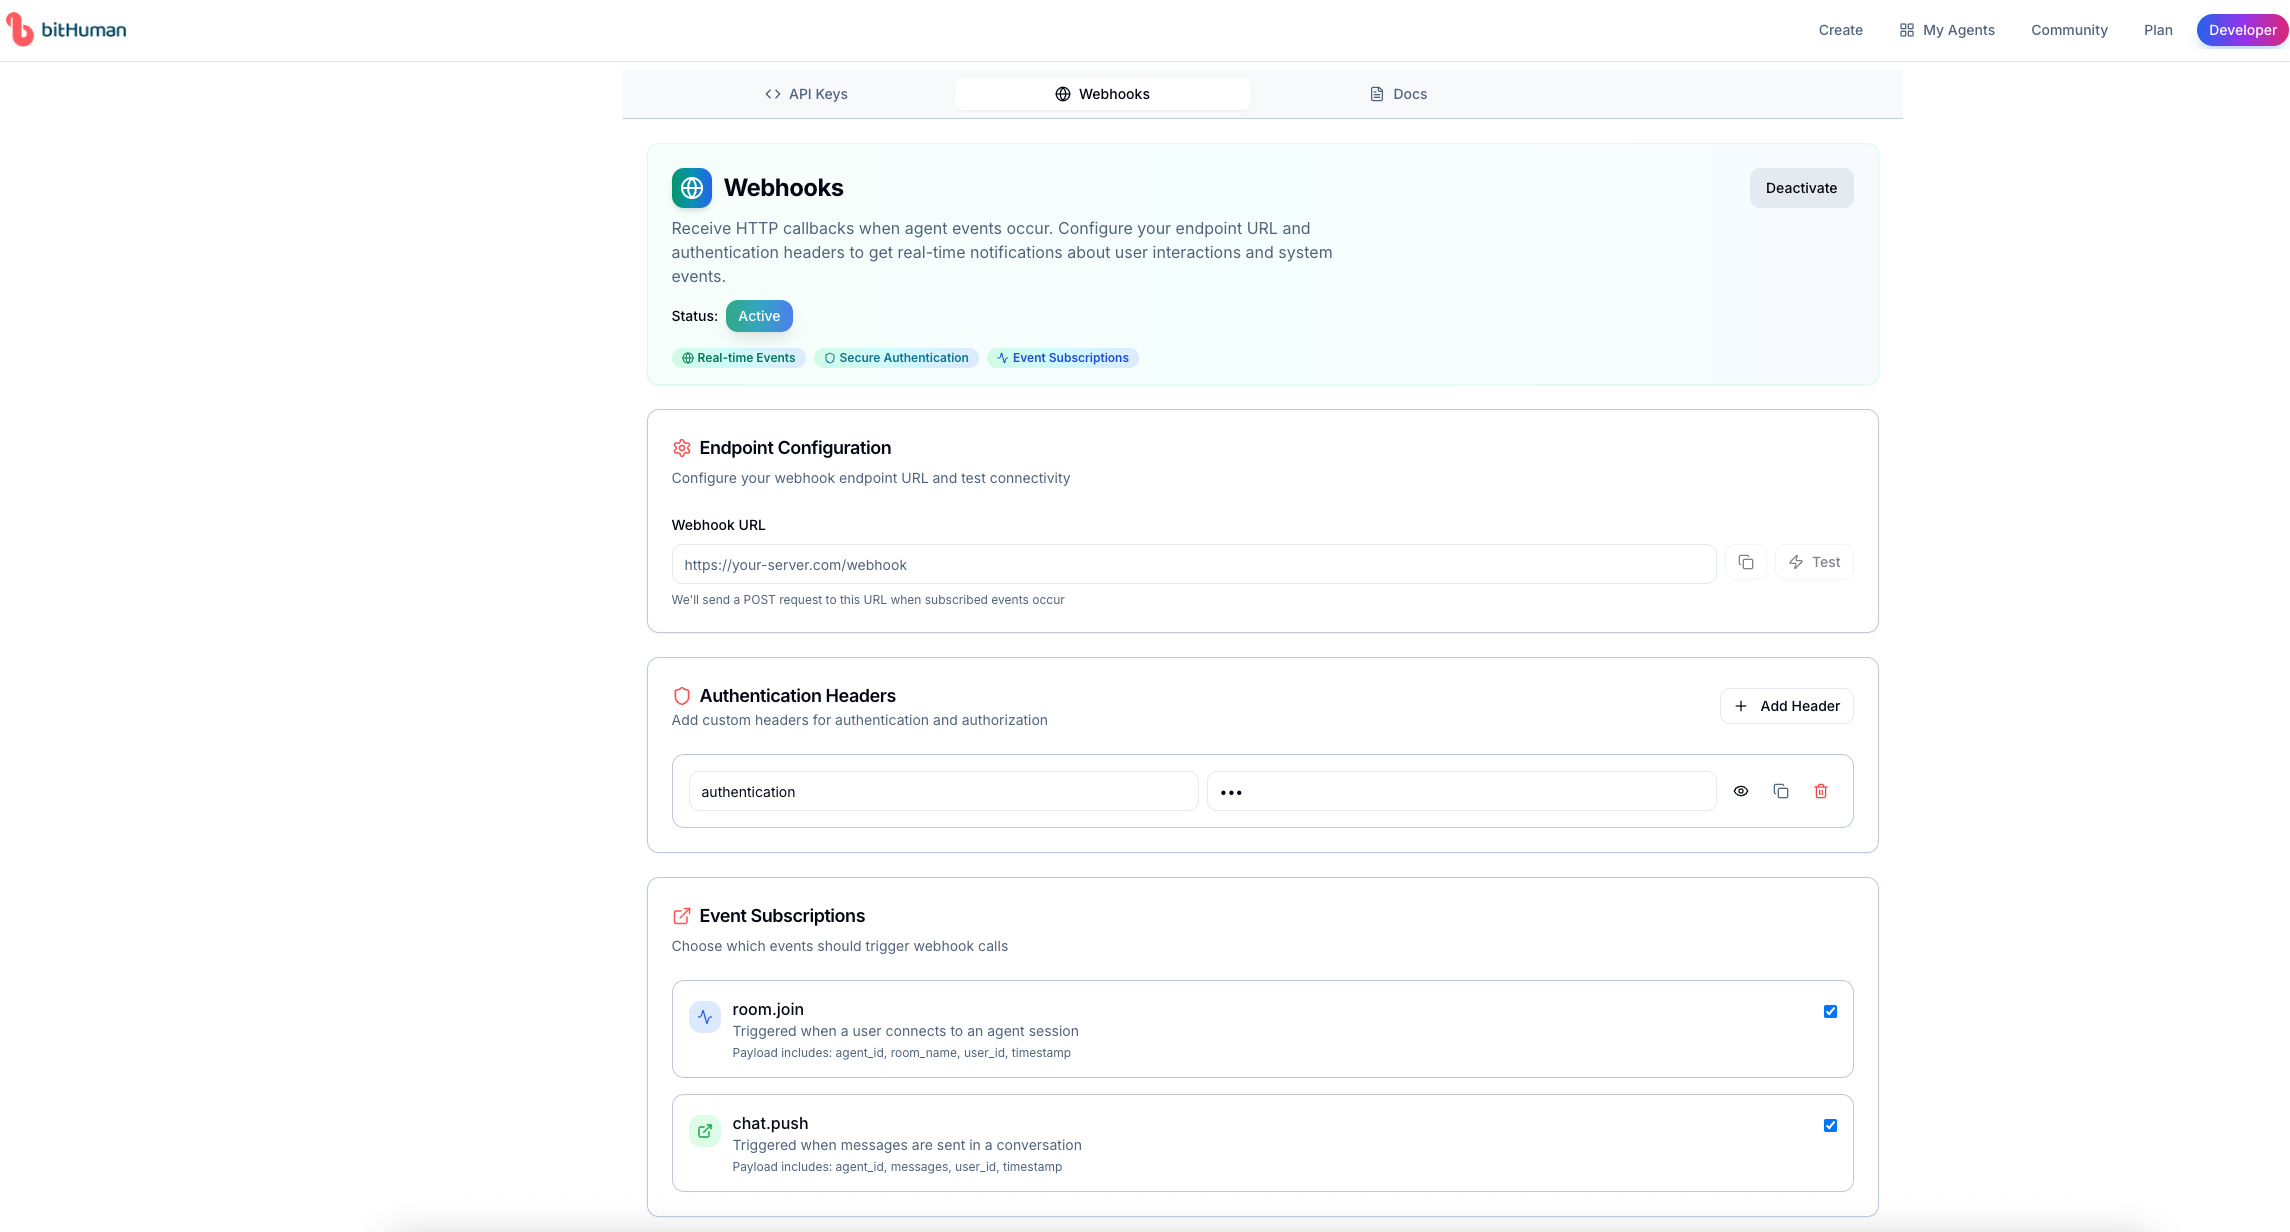 bitHuman
Create
My Agents
Community
Plan
Developer
API Keys
Webhooks
Docs
Webhooks
Deactivate
Receive HTTP callbacks when agent events occur. Configure your endpoint URL and
authentication headers to get real-time notifications about user interactions and system
events.
Status: Active
Real-time Events
Secure Authentication
Event Subscriptions
Endpoint Configuration
Configure your webhook endpoint URL and test connectivity
Webhook URL
https://your-server.com/webhook
Test
We'll send a POST request to this URL when subscribed events occur
Authentication Headers
Add custom headers for authentication and authorization
Add Header
authentication
•••
Event Subscriptions
Choose which events should trigger webhook calls
room.join
Triggered when a user connects to an agent session
Payload includes: agent_id, room_name, user_id, timestamp
chat.push
Triggered when messages are sent in a conversation
Payload includes: agent_id, messages, user_id, timestamp